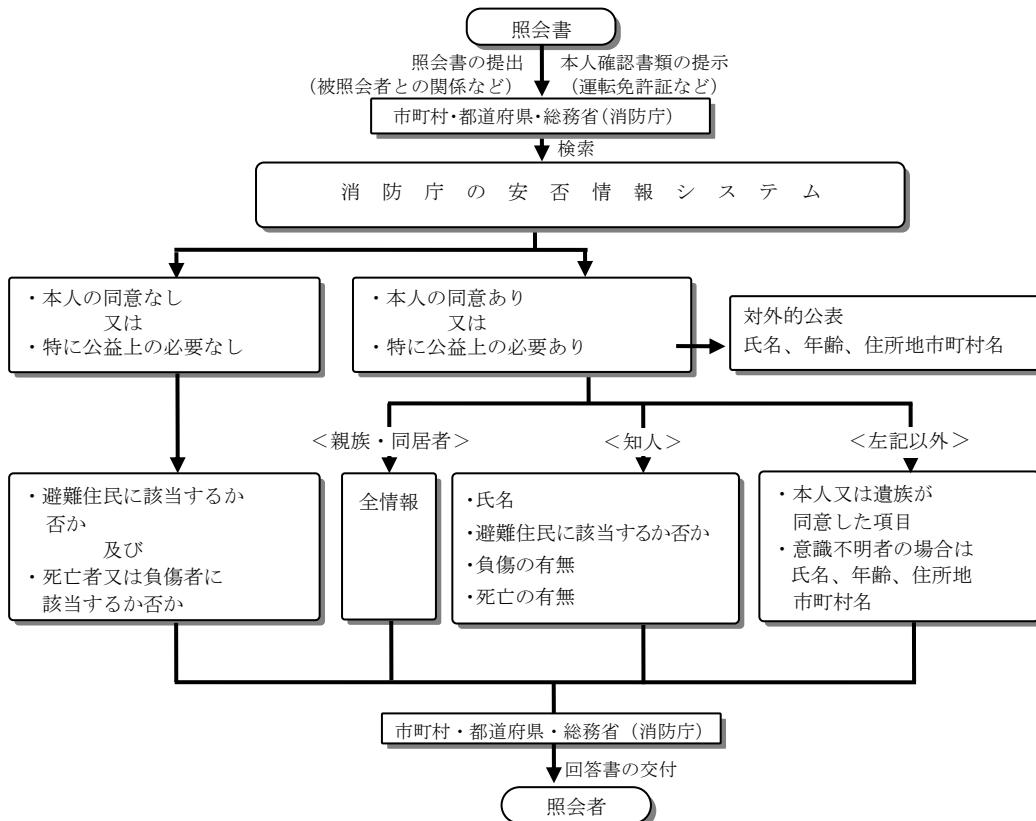 照会書
照会書の提出
(被照会者との関係など)
本人確認書類の提示
(運転免許証など)
市町村・都道府県・総務省(消防庁)
検索
消防庁の安否情報システム
・本人の同意なし
又は
・特に公益上の必要なし
・本人の同意あり
又は
・特に公益上の必要あり
対外的公表
氏名、年齢、住所地市町村名
<親族・同居者>
<知人>
<左記以外>
・避難住民に該当するか
否か
及び
・死亡者又は負傷者に
該当するか否か
全情報
・氏名
・避難住民に該当するか否か
・負傷の有無
・死亡の有無
・本人又は遺族が
同意した項目
・意識不明者の場合は
氏名、年齢、住所地
市町村名
市町村・都道府県・総務省(消防庁)
回答書の交付
照会者